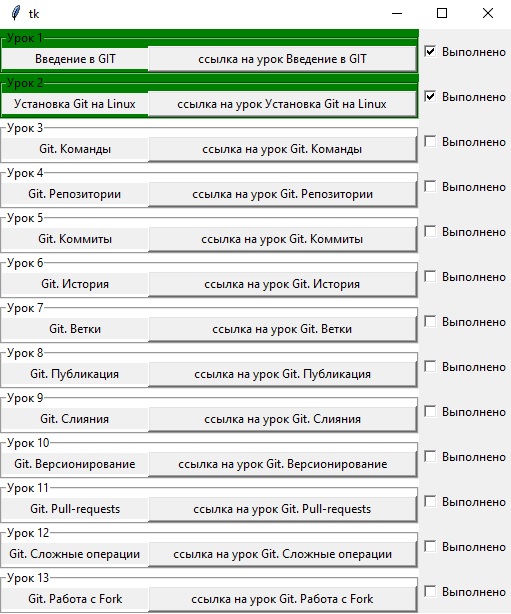 tk
Урок 1
Введение в GIT ссылка на урок Введение в GIT Выполнено
Урок 2
Установка Git на Linux ссылка на урок Установка Git на Linux Выполнено
Урок 3
Git. Команды ссылка на урок Git. Команды Выполнено
Урок 4
Git. Репозитории ссылка на урок Git. Репозитории Выполнено
Урок 5
Git. Коммиты ссылка на урок Git. Коммиты Выполнено
Урок 6
Git. История ссылка на урок Git. История Выполнено
Урок 7
Git. Ветки ссылка на урок Git. Ветки Выполнено
Урок 8
Git. Публикация ссылка на урок Git. Публикация Выполнено
Урок 9
Git. Слияния ссылка на урок Git. Слияния Выполнено
Урок 10
Git. Версионирование ссылка на урок Git. Версионирование Выполнено
Урок 11
Git. Pull-requests ссылка на урок Git. Pull-requests Выполнено
Урок 12
Git. Сложные операции ссылка на урок Git. Сложные операции Выполнено
Урок 13
Git. Работа с Fork ссылка на урок Git. Работа с Fork Выполнено